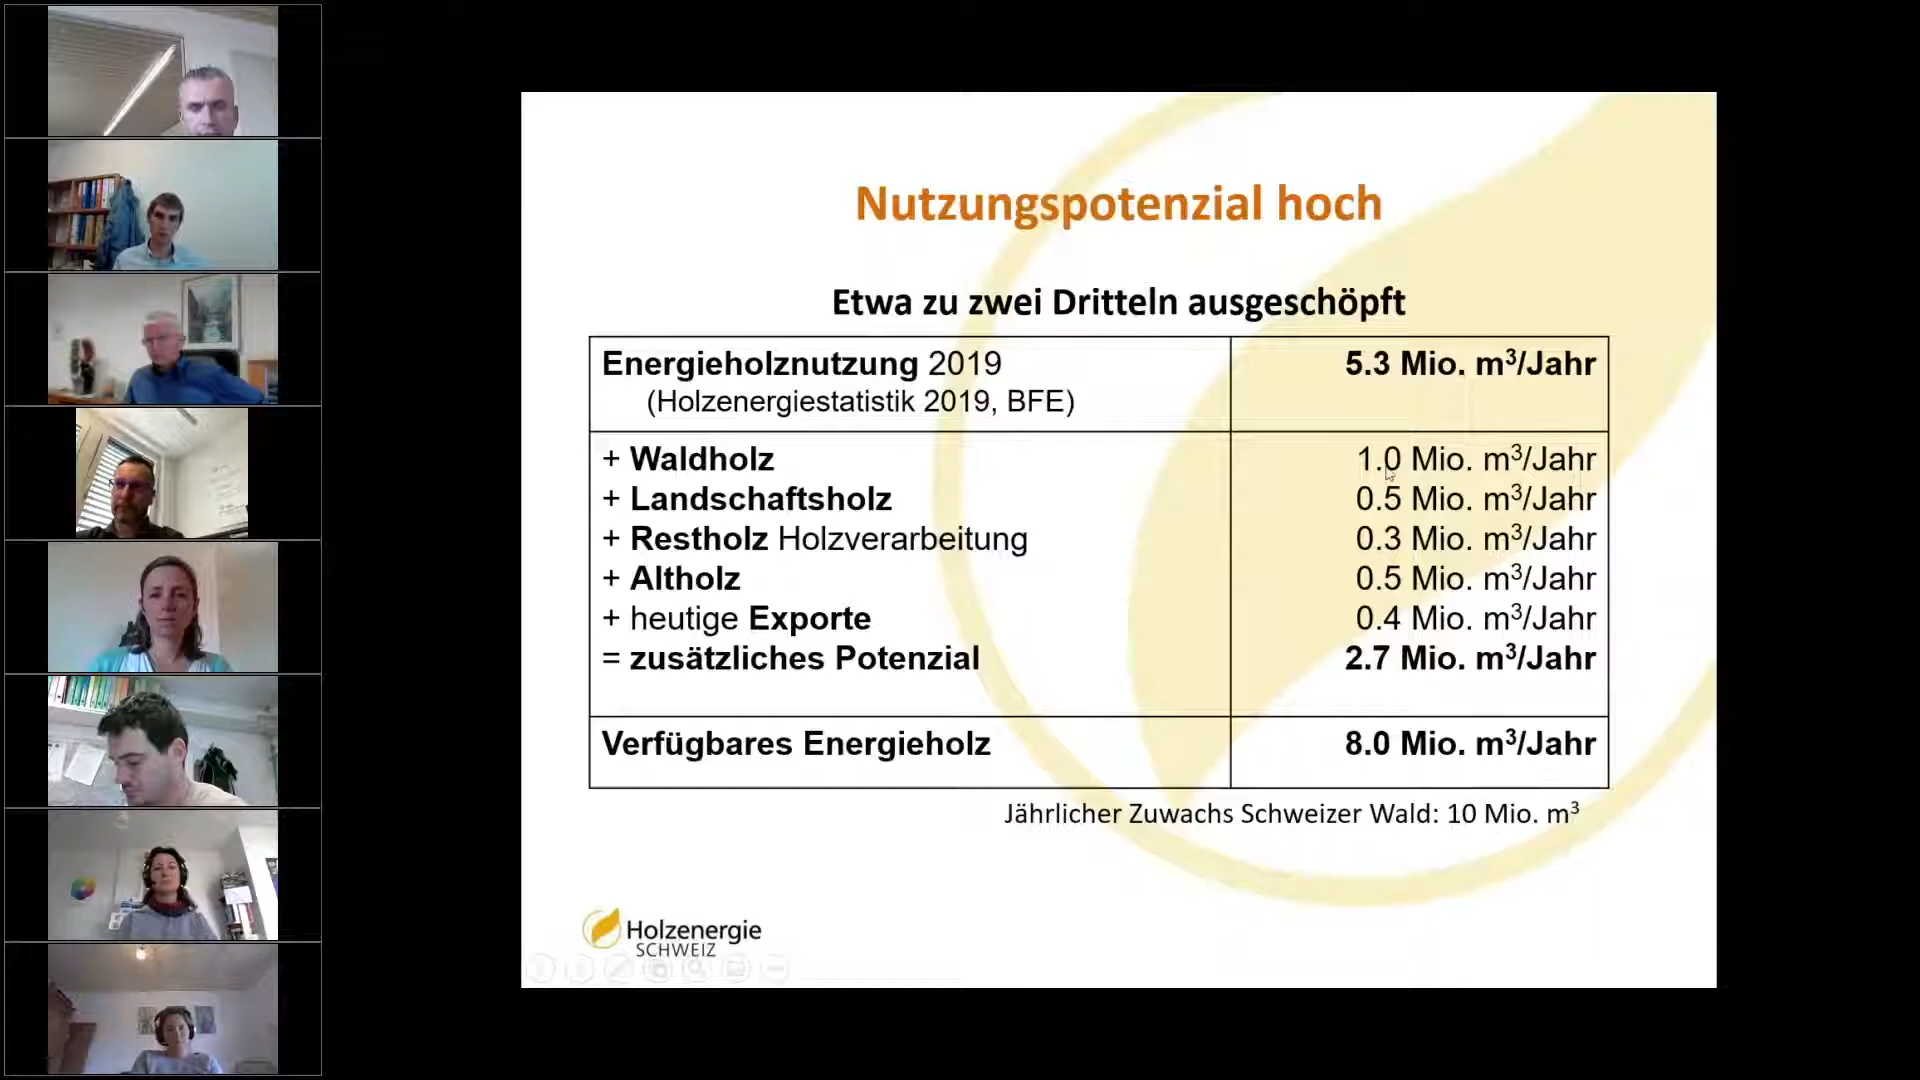 Nutzungspotenzial hoch
Etwa zu zwei Dritteln ausgeschöpft
Energieholznutzung 2019 5.3 Mio. m³/Jahr
(Holzenergiestatistik 2019, BFE)
+ Waldholz 1.0 Mio. m³/Jahr
+ Landschaftsholz 0.5 Mio. m³/Jahr
+ Restholz Holzverarbeitung 0.3 Mio. m³/Jahr
+ Altholz 0.5 Mio. m³/Jahr
+ heutige Exporte 0.4 Mio. m³/Jahr
= zusätzliches Potenzial 2.7 Mio. m³/Jahr
Verfügbares Energieholz 8.0 Mio. m³/Jahr
Jährlicher Zuwachs Schweizer Wald: 10 Mio. m³
Holzenergie
SCHWEIZ